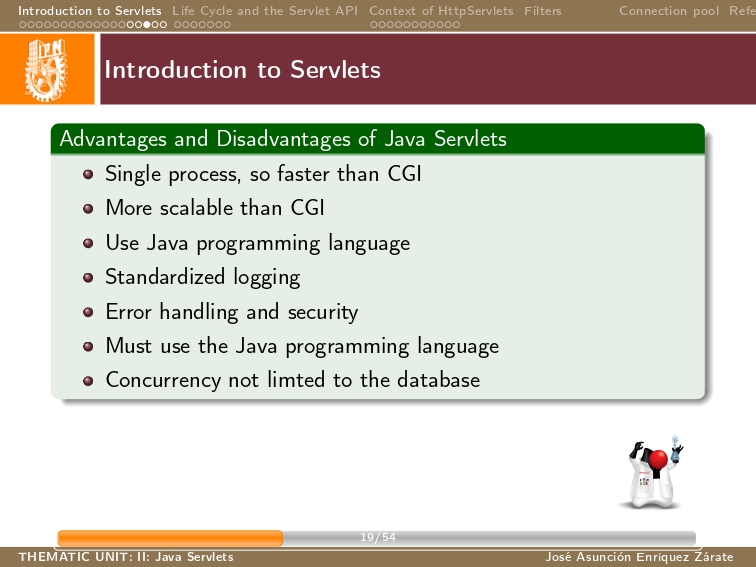 Introduction to Servlets Life Cycle and the Servlet API Context of HttpServlets Filters Connection pool Refe
IPN
Introduction to Servlets
Advantages and Disadvantages of Java Servlets
Single process, so faster than CGI
More scalable than CGI
Use Java programming language
Standardized logging
Error handling and security
Must use the Java programming language
Concurrency not limted to the database
19/54
THEMATIC UNIT: II: Java Servlets José Asunción Enríquez Zárate